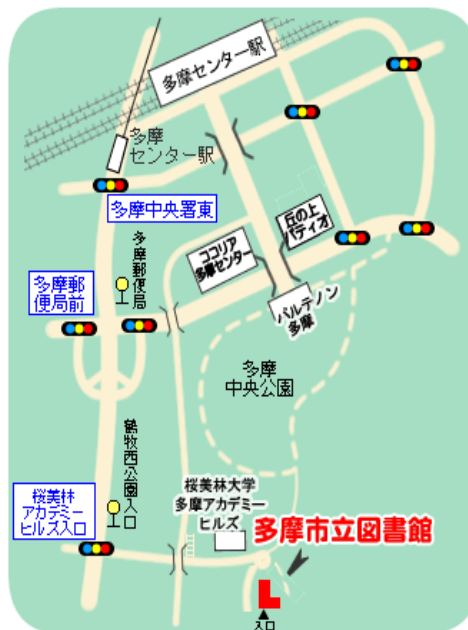 多摩センター駅
多摩
センター駅
多摩中央署東
多摩郵便局
丘の上
パティオ
ココリア
多摩センター
多摩郵
便局前
パルテノン
多摩
多摩
中央公園
鶴牧西公園入口
桜美林大学
多摩アカデミー
ヒルズ
桜美林
アカデミー
ヒルズ入口
多摩市立図書館
入口